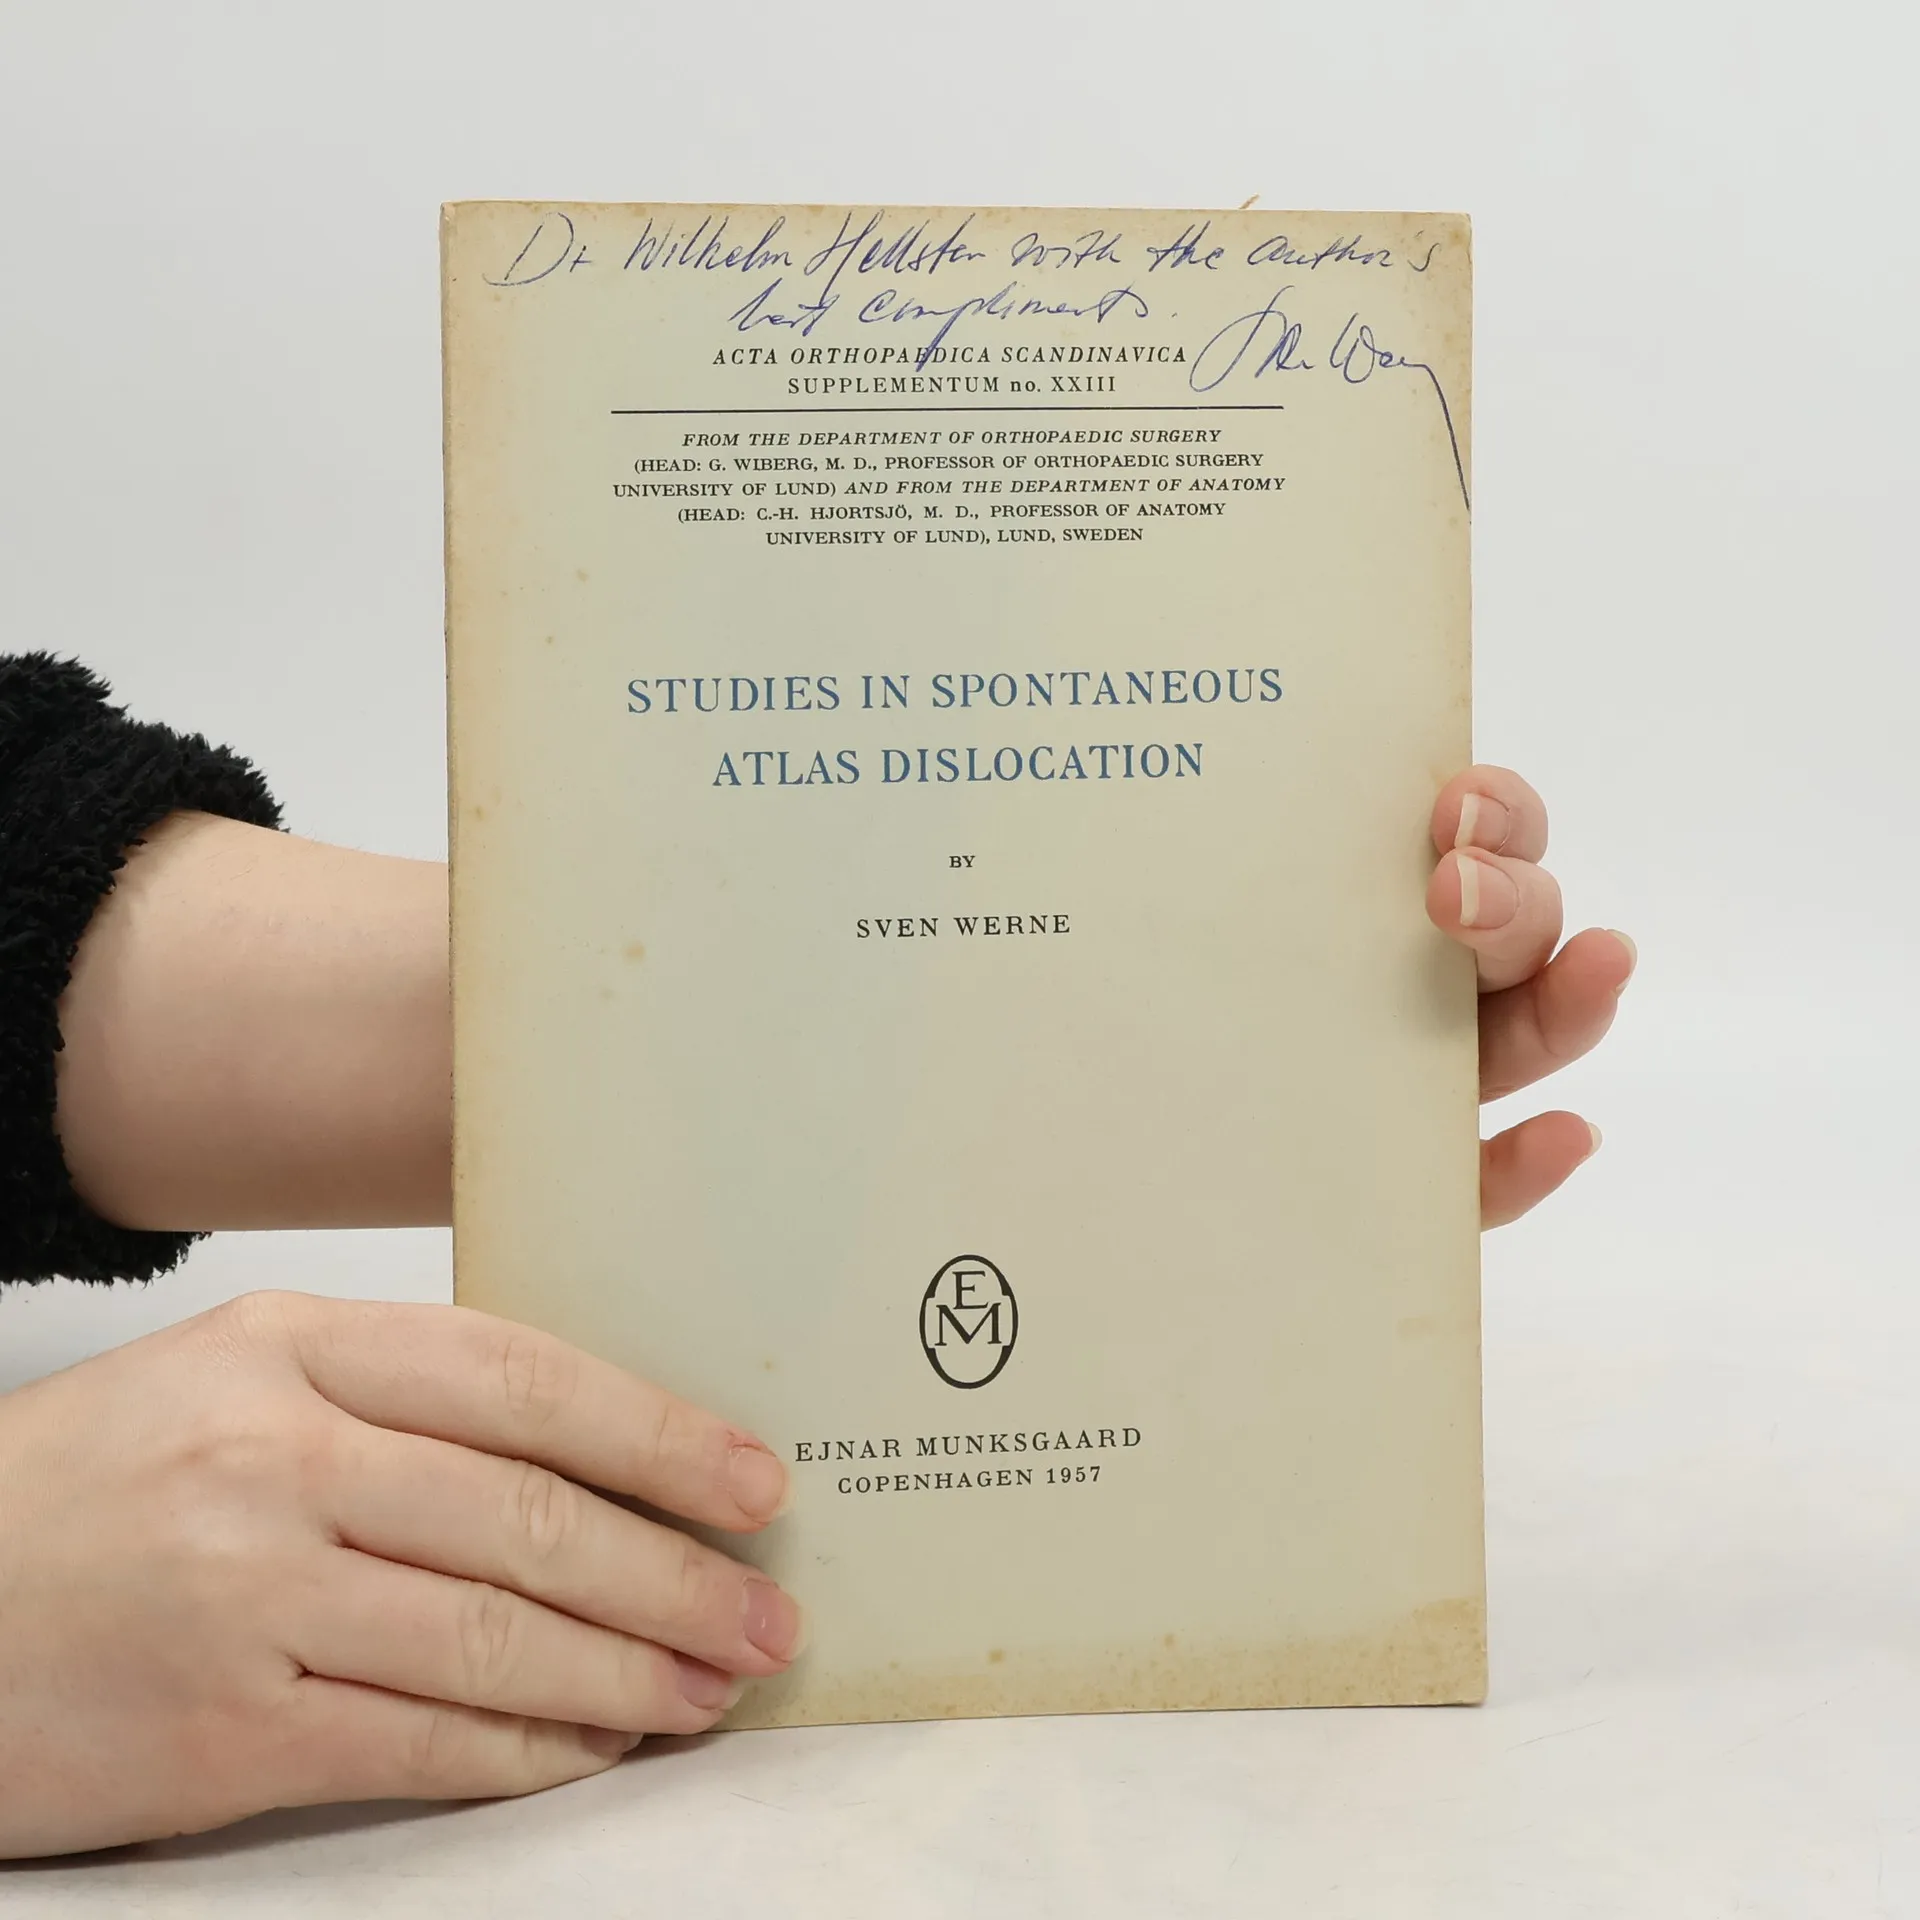 Dr Wilhelm Hellsten with the author's
best compliments.
Sven Werne
ACTA ORTHOPAEDICA SCANDINAVICA
SUPPLEMENTUM no. XXIII
FROM THE DEPARTMENT OF ORTHOPAEDIC SURGERY
(HEAD: G. WIBERG, M. D., PROFESSOR OF ORTHOPAEDIC SURGERY
UNIVERSITY OF LUND) AND FROM THE DEPARTMENT OF ANATOMY
(HEAD: C.-H. HJORTSJÖ, M. D., PROFESSOR OF ANATOMY
UNIVERSITY OF LUND), LUND, SWEDEN
STUDIES IN SPONTANEOUS
ATLAS DISLOCATION
BY
SVEN WERNE
E
M
EJNAR MUNKSGAARD
COPENHAGEN 1957